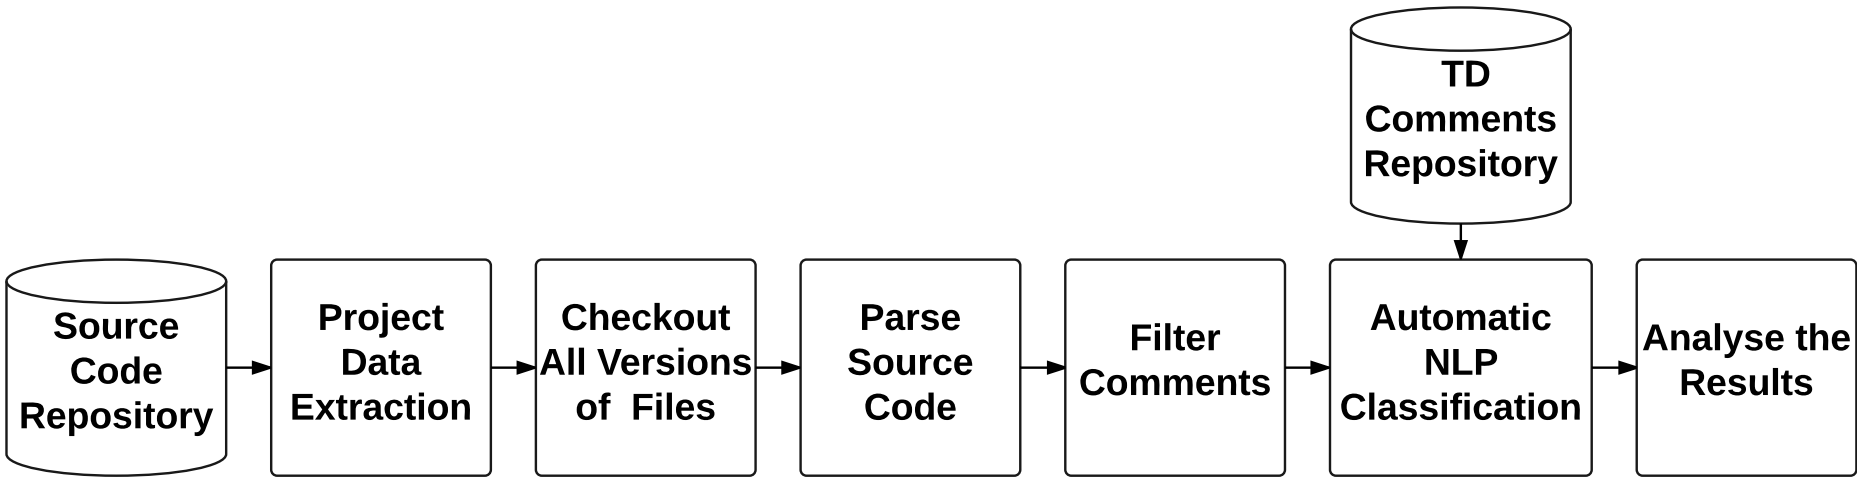 TD
Comments
Repository
Source
Code
Repository
Project
Data
Extraction
Checkout
All Versions
of  Files
Parse
Source
Code
Filter
Comments
Automatic
NLP
Classification
Analyse the
Results